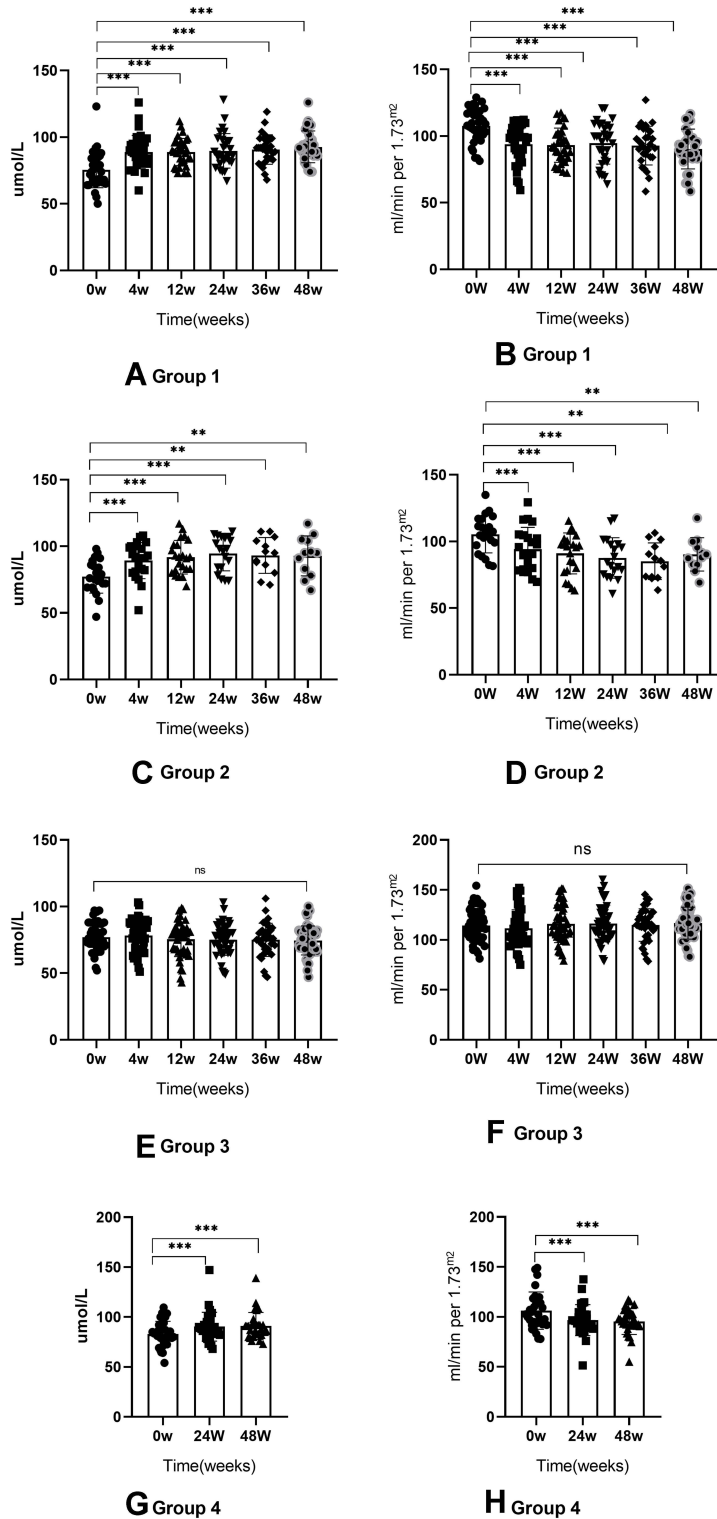 ***
***
***
***
***
150
100
50
0
umol/L
0w 4w 12w 24w 36w 48w
Time(weeks)
A Group 1
***
***
***
***
***
150
100
50
0
ml/min per 1.73m2
0W 4W 12W 24W 36W 48W
Time(weeks)
B Group 1
**
**
***
***
***
150
100
50
0
umol/L
0w 4w 12w 24w 36w 48w
Time(weeks)
C Group 2
**
**
***
***
***
150
100
50
0
ml/min per 1.73m2
0W 4W 12W 24W 36W 48W
Time(weeks)
D Group 2
150
100
50
0
umol/L
ns
0w 4w 12w 24w 36w 48w
Time(weeks)
E Group 3
200
150
100
50
0
ml/min per 1.73m2
ns
0W 4W 12W 24W 36W 48W
Time(weeks)
F Group 3
200
150
100
50
0
umol/L
***
***
0w 24W 48W
Time(weeks)
G Group 4
200
150
100
50
0
ml/min per 1.73m2
***
***
0w 24w 48w
Time(weeks)
H Group 4